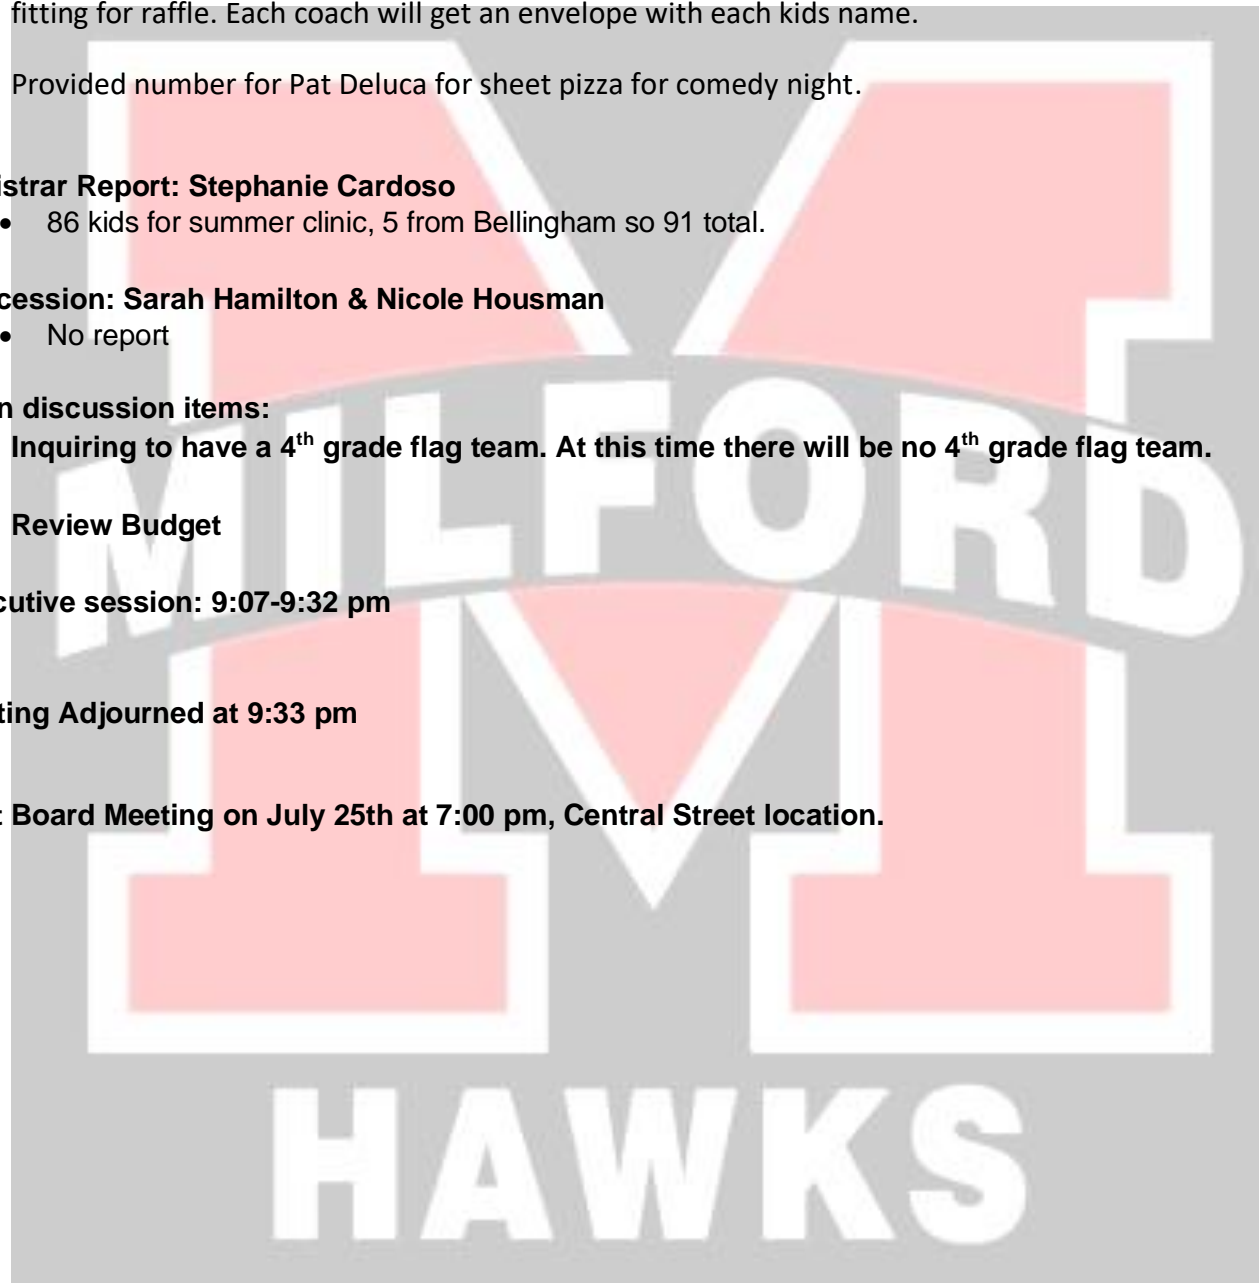 fitting for raffle. Each coach will get an envelope with each kids name.
Provided number for Pat Deluca for sheet pizza for comedy night.
istrar Report: Stephanie Cardoso
• 86 kids for summer clinic, 5 from Bellingham so 91 total.
cession: Sarah Hamilton & Nicole Housman
• No report
n discussion items:
Inquiring to have a 4th grade flag team. At this time there will be no 4th grade flag team.
Review Budget
cutive session: 9:07-9:32 pm
ting Adjourned at 9:33 pm
t Board Meeting on July 25th at 7:00 pm, Central Street location.
M
MILFORD
HAWKS